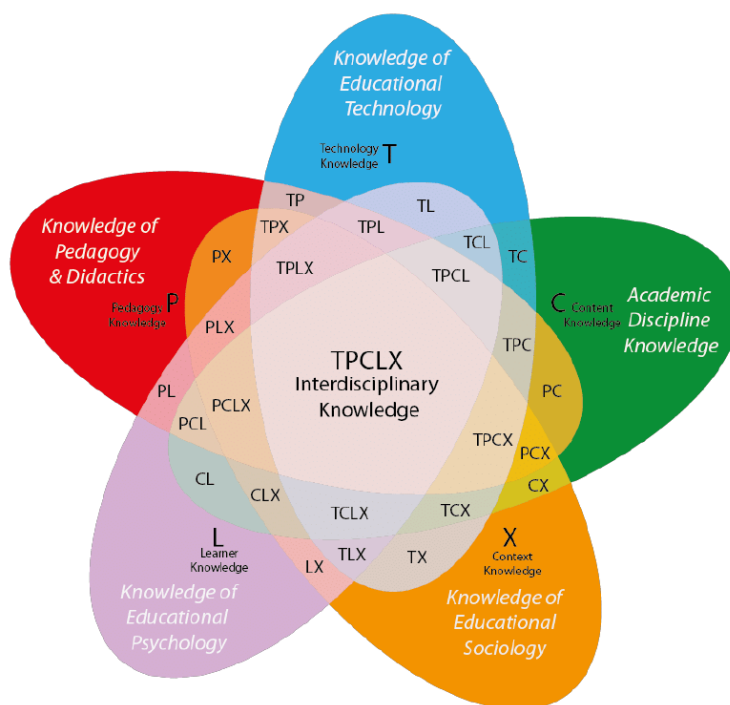 Knowledge of
Educational
Technology
Technology
Knowledge T
TP
TL
TPX
TPL
TCL
TC
Knowledge of
Pedagogy
& Didactics
PX
TPLX
TPCL
Pedagogy
Knowledge P
C Content
Knowledge
Academic
Discipline
Knowledge
PLX
TPC
TPCLX
Interdisciplinary
Knowledge
PL
PCLX
PC
PCL
TPCX
PCX
CL
CX
CLX
TCLX
TCX
L
Learner
Knowledge
LX
TLX
TX
X
Context
Knowledge
Knowledge of
Educational
Psychology
Knowledge of
Educational
Sociology